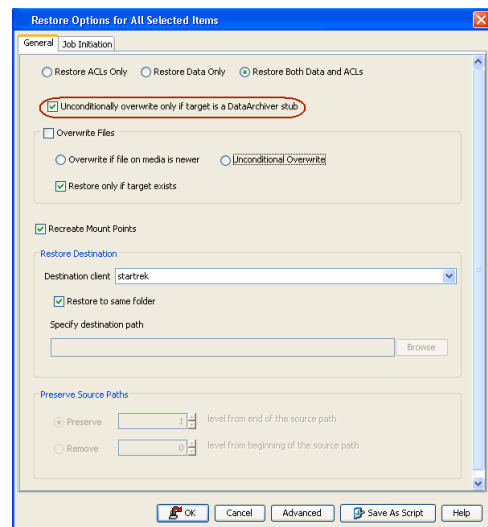 Restore Options for All Selected Items
General Job Initiation
Restore ACLs Only Restore Data Only Restore Both Data and ACLs
Unconditionally overwrite only if target is a DataArchiver stub
Overwrite Files
Overwrite if file on media is newer Unconditional Overwrite
Restore only if target exists
Recreate Mount Points
Restore Destination
Destination client startrek
Restore to same folder
Specify destination path
Browse
Preserve Source Paths
Preserve 1 level from end of the source path
Remove 0 level from beginning of the source path
OK Cancel Advanced Save As Script Help